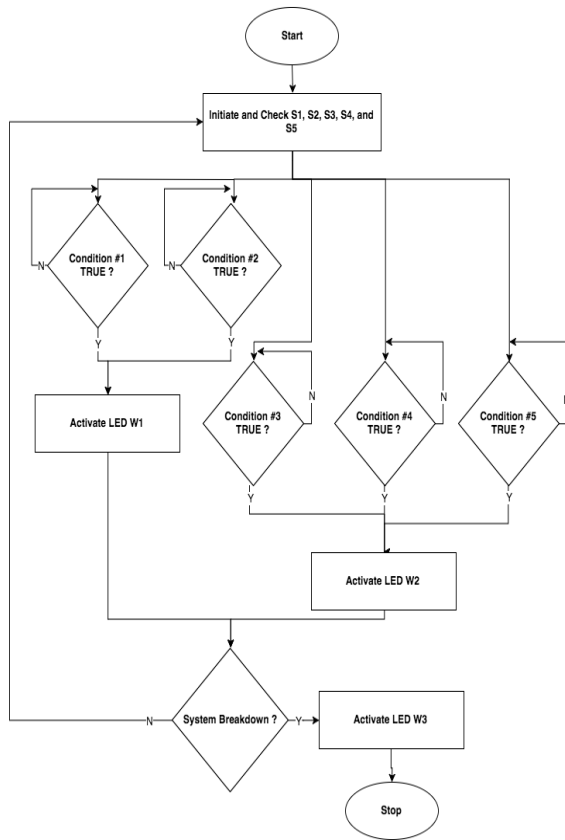 Start
Initiate and Check S1, S2, S3, S4, and
S5
Condition #1
TRUE ?
N
Y
Condition #2
TRUE ?
N
Y
Activate LED W1
Condition #3
TRUE ?
N
Y
Condition #4
TRUE ?
N
Y
Condition #5
TRUE ?
Y
Activate LED W2
System Breakdown ?
N
Y
Activate LED W3
Stop